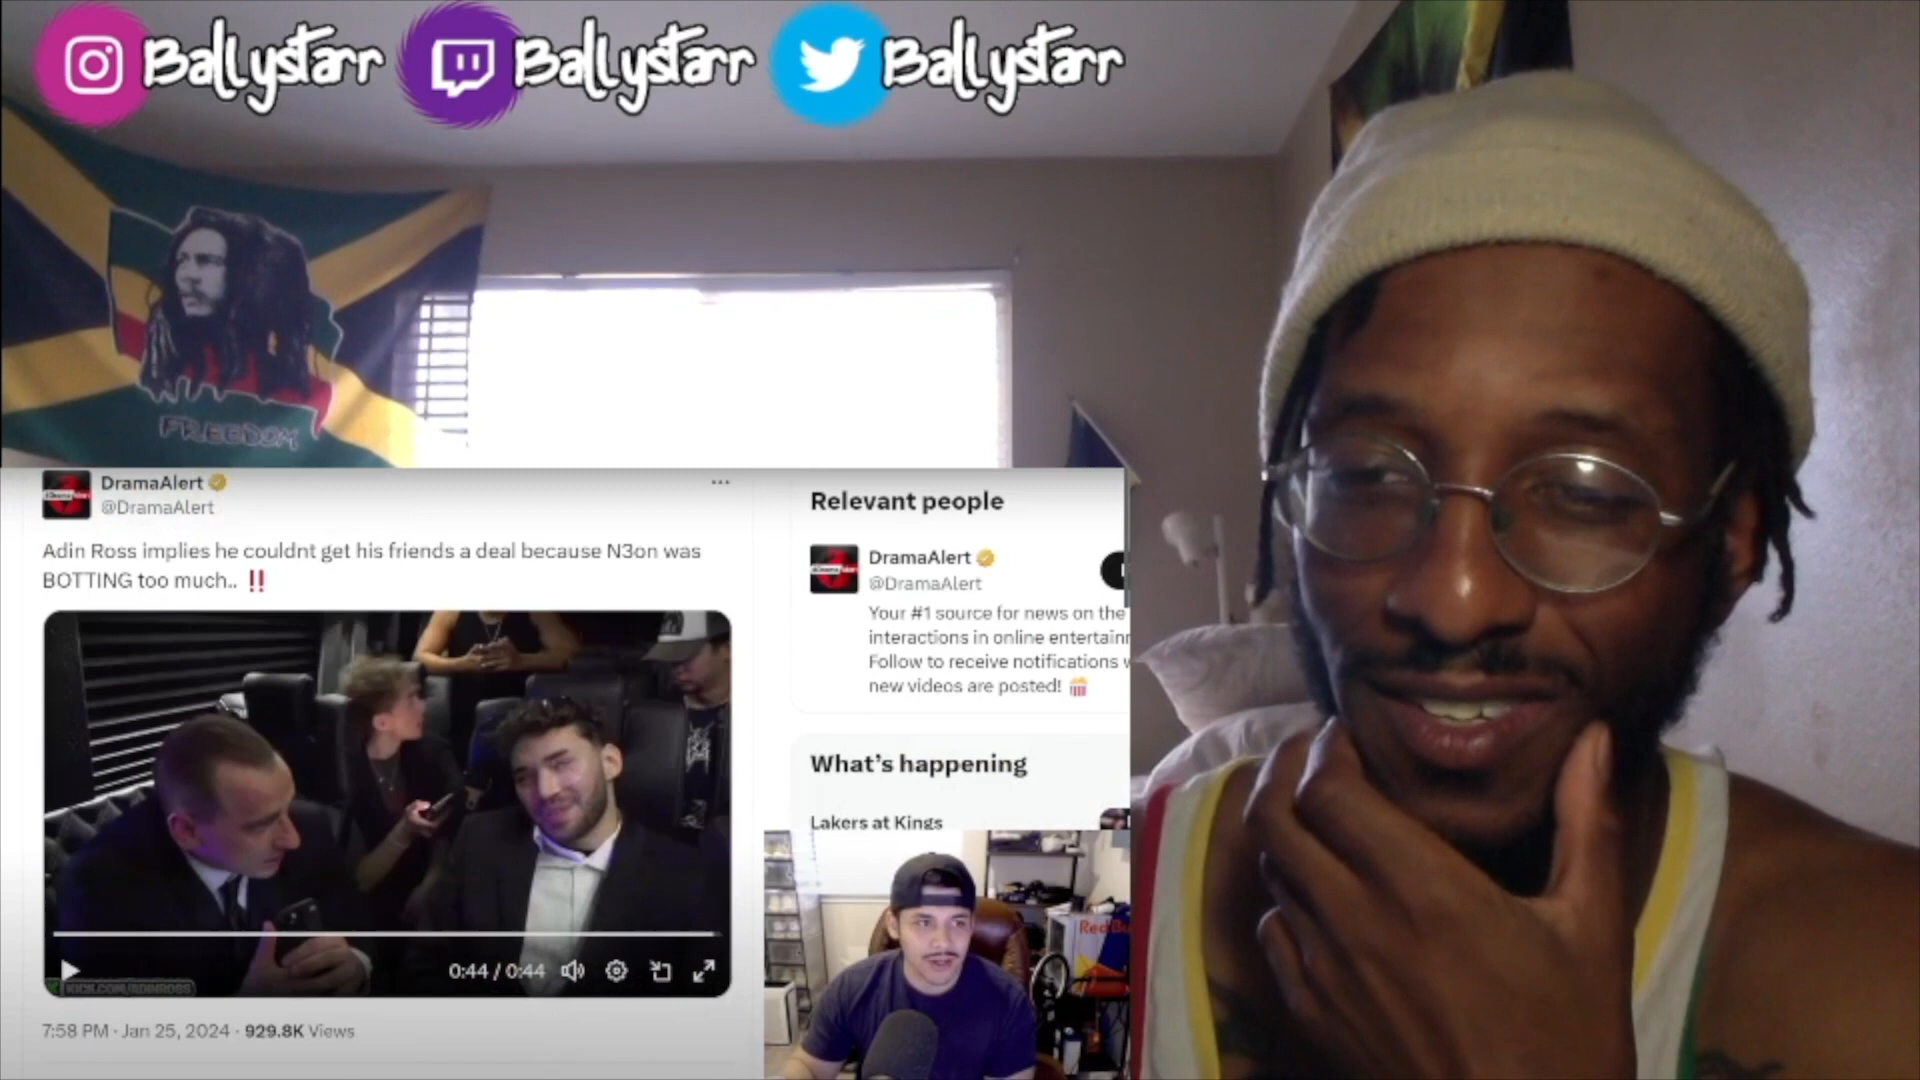 Ballystarr Ballystarr Ballystarr
FREEDOM
DramaAlert
@DramaAlert
Adin Ross implies he couldnt get his friends a deal because N3on was
BOTTING too much.. ‼️
0:44 / 0:44
KICK.COM/ADINROSS
7:58 PM · Jan 25, 2024 · 929.8K Views
Relevant people
DramaAlert
@DramaAlert
Your #1 source for news on the
interactions in online
Follow to receive notifications
new videos are posted! 🍿
What's happening
Lakers at Kings